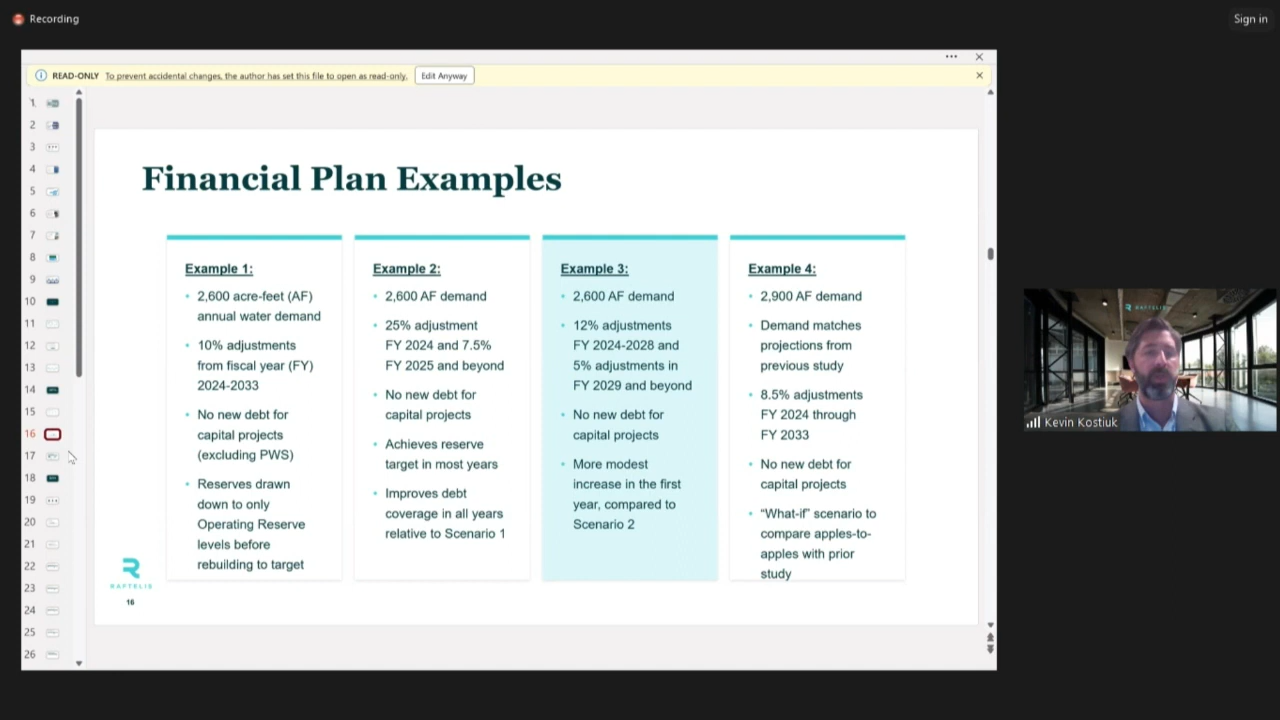 Recording
Sign in
READ-ONLY To prevent accidental changes, the author has set this file to open as read-only. Edit Anyway
1
2
3
4
5
6
7
8
9
10
11
12
13
14
15
16
17
18
19
20
21
22
23
24
25
26
Financial Plan Examples
Example 1:
• 2,600 acre-feet (AF)
annual water demand
• 10% adjustments
from fiscal year (FY)
2024-2033
• No new debt for
capital projects
(excluding PWS)
• Reserves drawn
down to only
Operating Reserve
levels before
rebuilding to target
Example 2:
• 2,600 AF demand
• 25% adjustment
FY 2024 and 7.5%
FY 2025 and beyond
• No new debt for
capital projects
• Achieves reserve
target in most years
• Improves debt
coverage in all years
relative to Scenario 1
Example 3:
• 2,600 AF demand
• 12% adjustments
FY 2024-2028 and
5% adjustments in
FY 2029 and beyond
• No new debt for
capital projects
• More modest
increase in the first
year, compared to
Scenario 2
Example 4:
• 2,900 AF demand
• Demand matches
projections from
previous study
• 8.5% adjustments
FY 2024 through
FY 2033
• No new debt for
capital projects
• “What-if” scenario to
compare apples-to-
apples with prior
study
RAFTELIS
16
RAFTELIS
Kevin Kostiuk